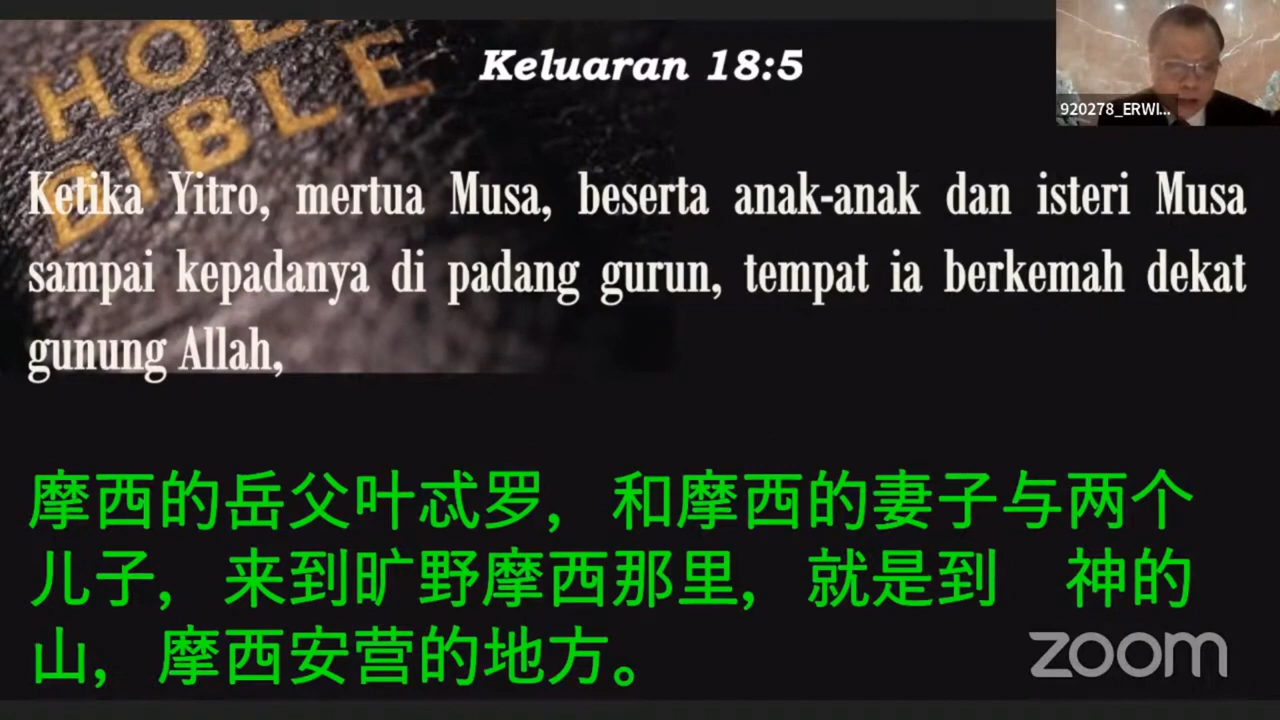 HOLY
BIBLE
Keluaran 18:5
920278_ERWI...
Ketika Yitro, mertua Musa, beserta anak-anak dan isteri Musa
sampai kepadanya di padang gurun, tempat ia berkemah dekat
gunung Allah,
摩西的岳父叶忒罗，和摩西的妻子与两个
儿子，来到旷野摩西那里，就是到　神的
山，摩西安营的地方。
zoom